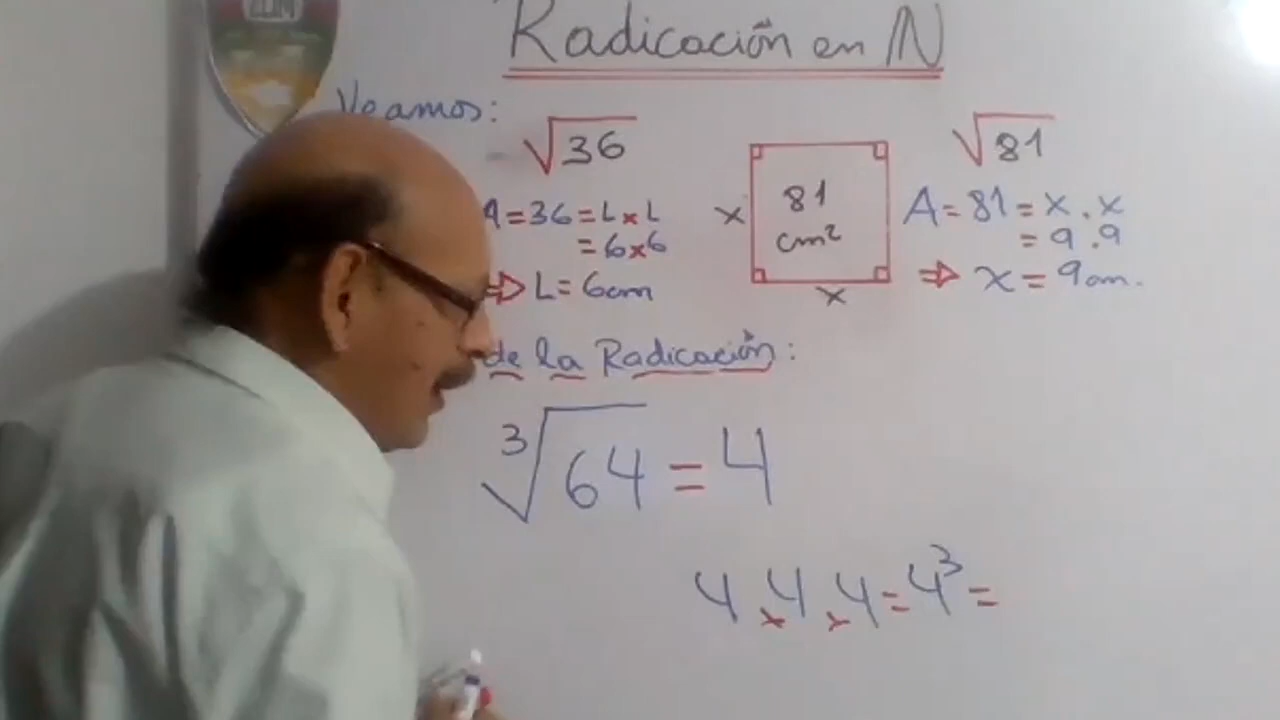 Radicación en ℕ
Veamos:
√36
A=36=L×L
=6×6
⇒ L=6cm
81
cm²
x
x
√81
A=81=x.x
=9.9
⇒ x=9cm.
de la Radicación:
³√64=4
4×4×4=4³=